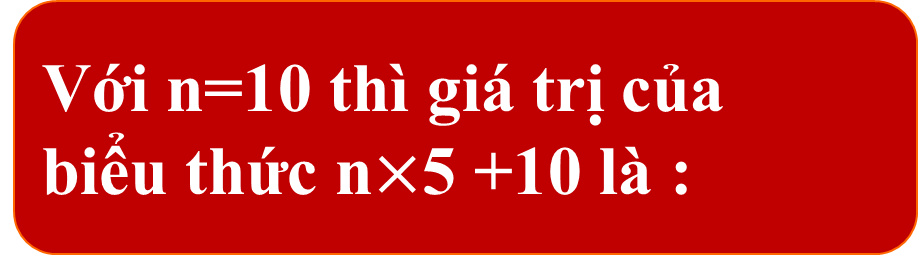 Với n=10 thì giá trị của
biểu thức n×5 +10 là :